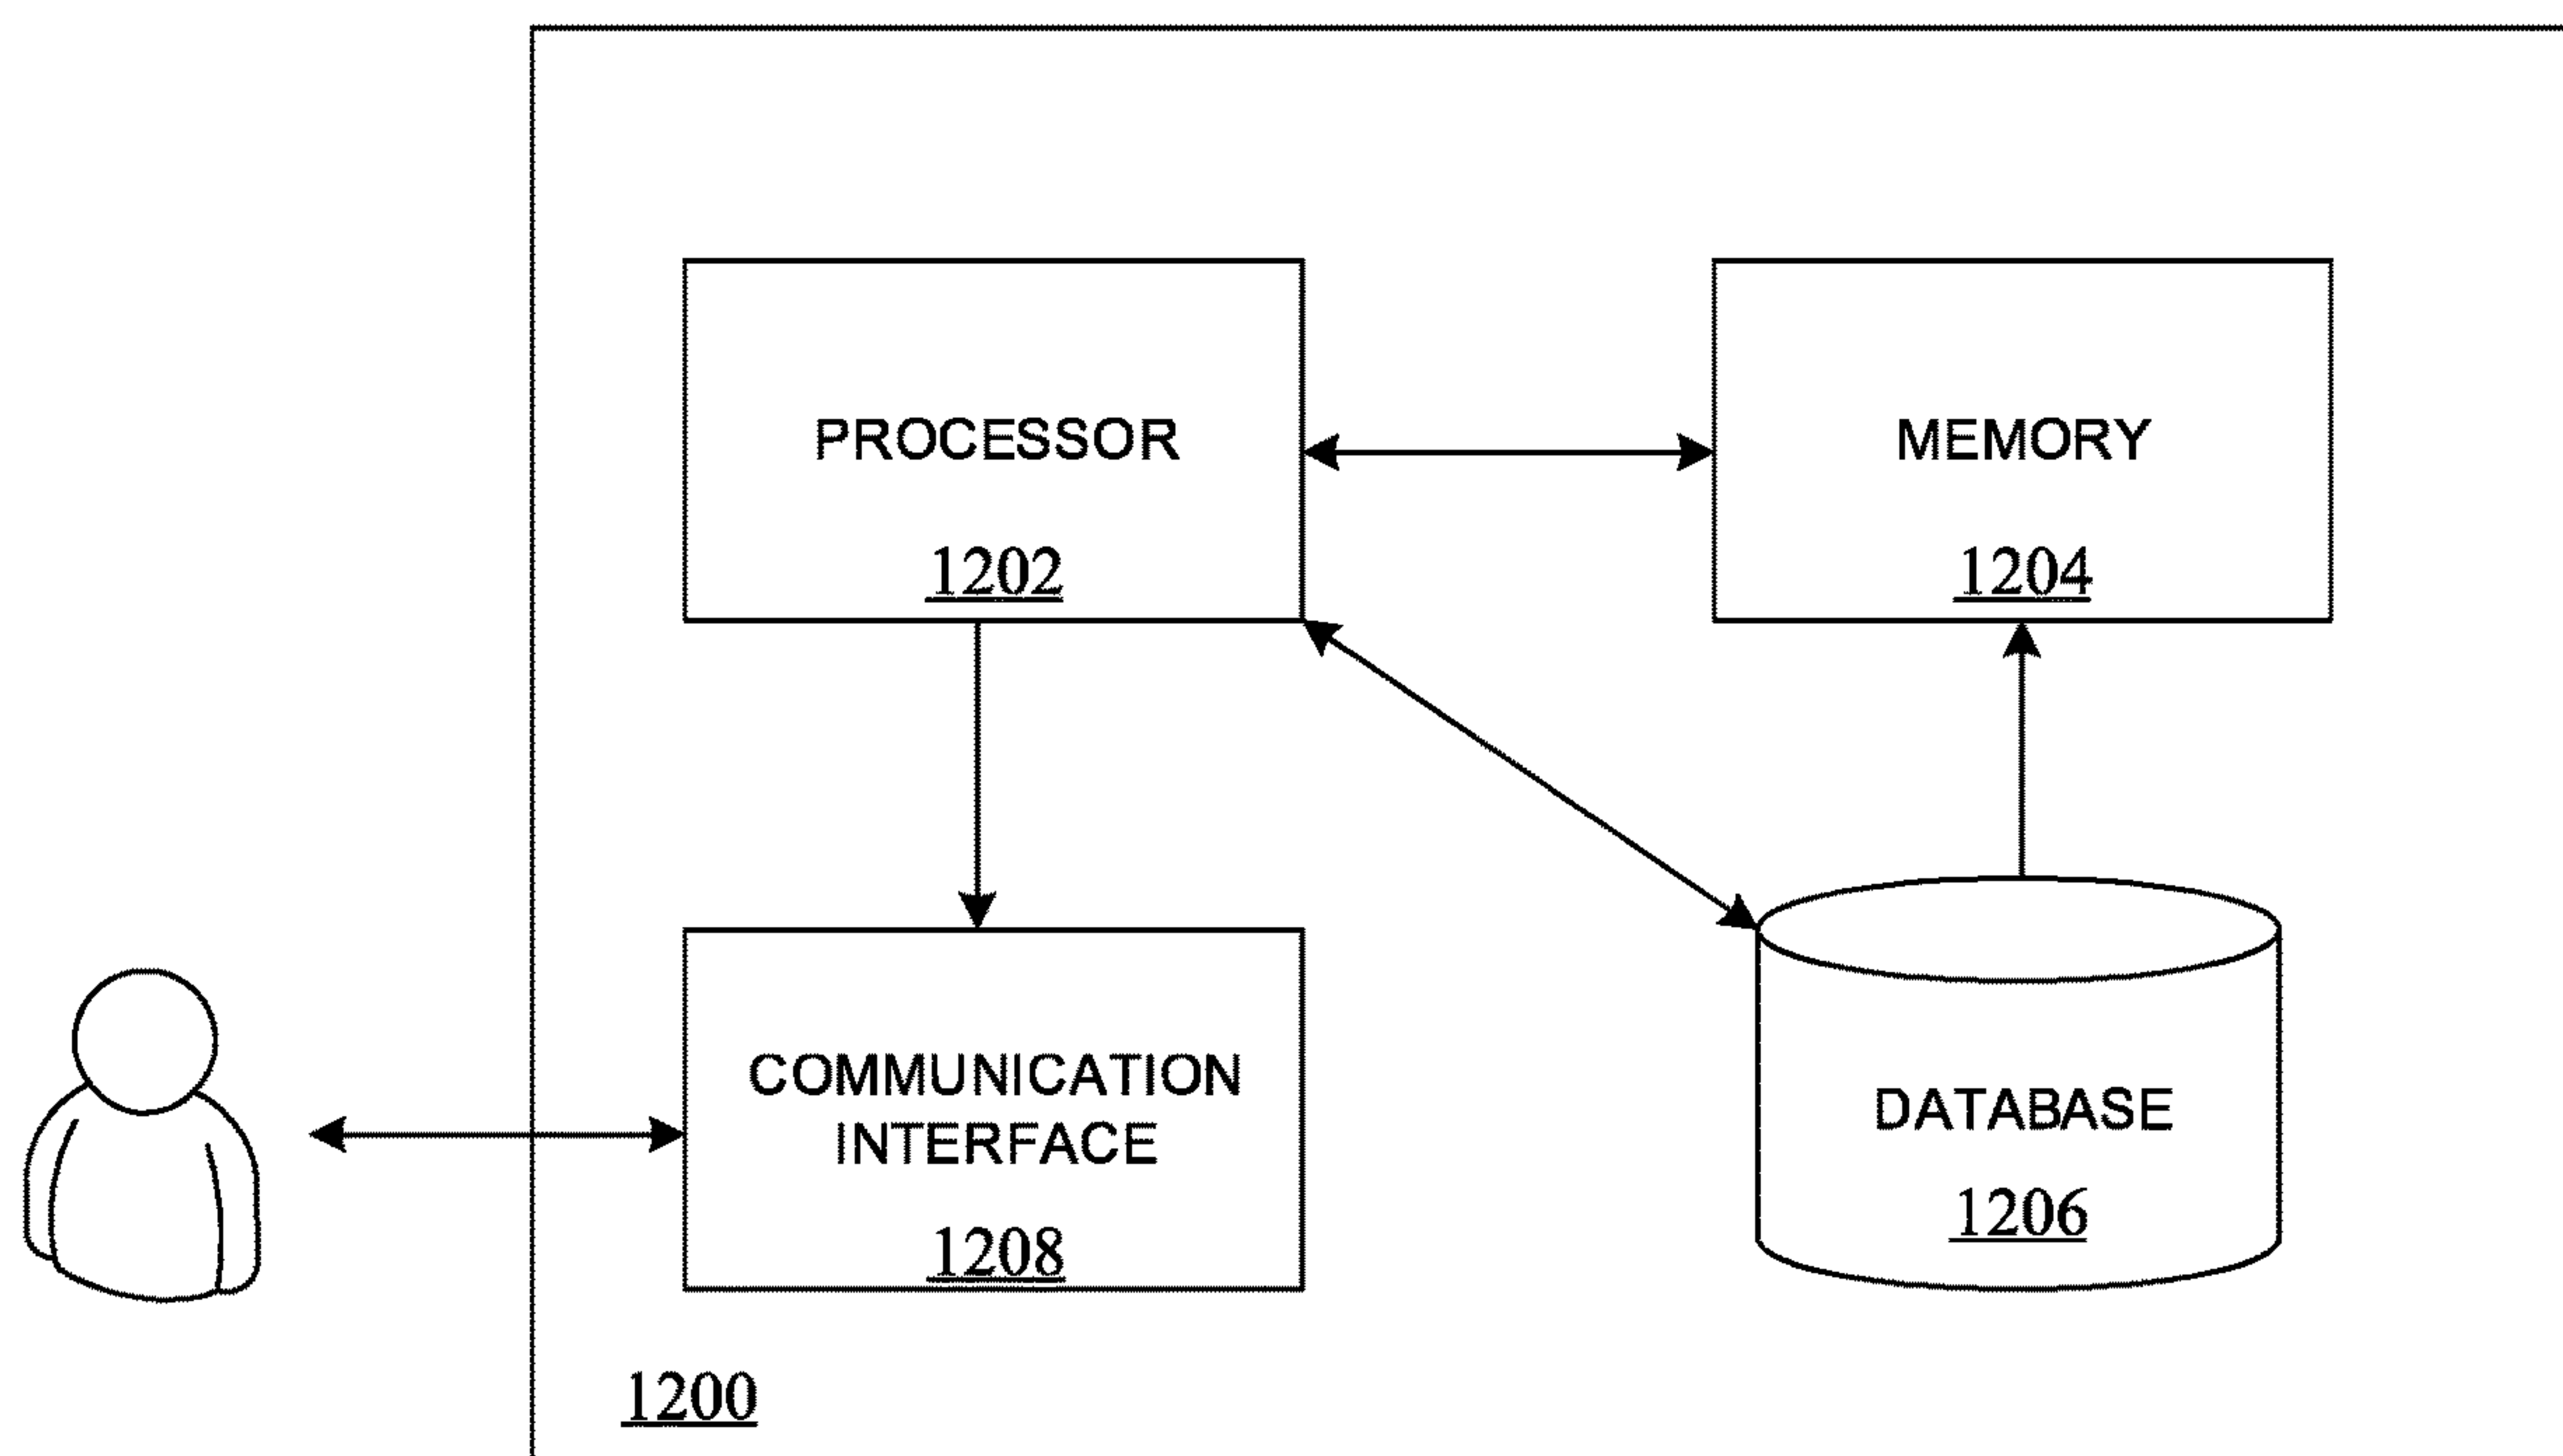 PROCESSOR
1202
MEMORY
1204
COMMUNICATION
INTERFACE
1208
DATABASE
1206
1200